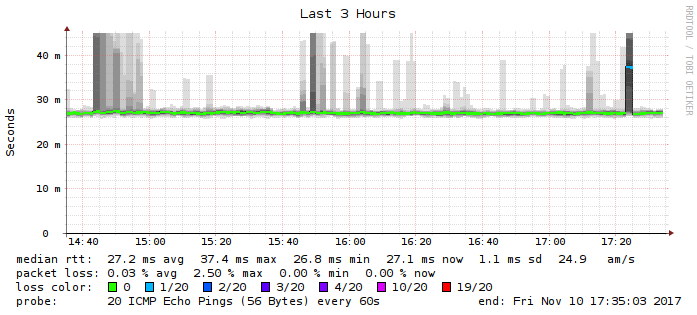 Last 3 Hours
RRDTOOL / TOBI OETIKER
Seconds
40 m
30 m
20 m
10 m
0
14:40 15:00 15:20 15:40 16:00 16:20 16:40 17:00 17:20
median rtt: 27.2 ms avg 37.4 ms max 26.8 ms min 27.1 ms now 1.1 ms sd 24.9 am/s
packet loss: 0.03 % avg 2.50 % max 0.00 % min 0.00 % now
loss color: 0 1/20 2/20 3/20 4/20 10/20 19/20
probe: 20 ICMP Echo Pings (56 Bytes) every 60s end: Fri Nov 10 17:35:03 2017